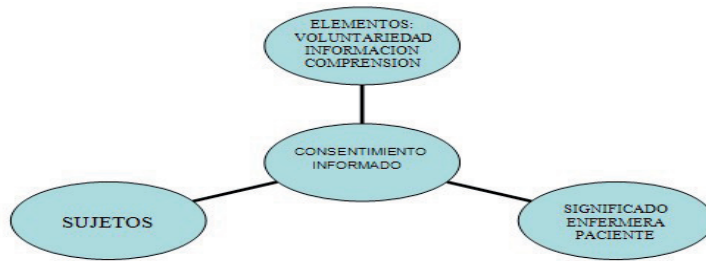 ELEMENTOS:
VOLUNTARIEDAD
INFORMACION
COMPRENSION
CONSENTIMIENTO
INFORMADO
SUJETOS
SIGNIFICADO
ENFERMERA
PACIENTE